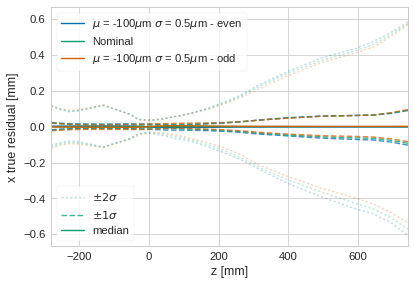 0.6
0.4
0.2
0.0
−0.2
−0.4
−0.6
x true residual [mm]
μ = -100μm σ = 0.5μm - even
Nominal
μ = -100μm σ = 0.5μm - odd
±2σ
±1σ
median
−200 0 200 400 600
z [mm]